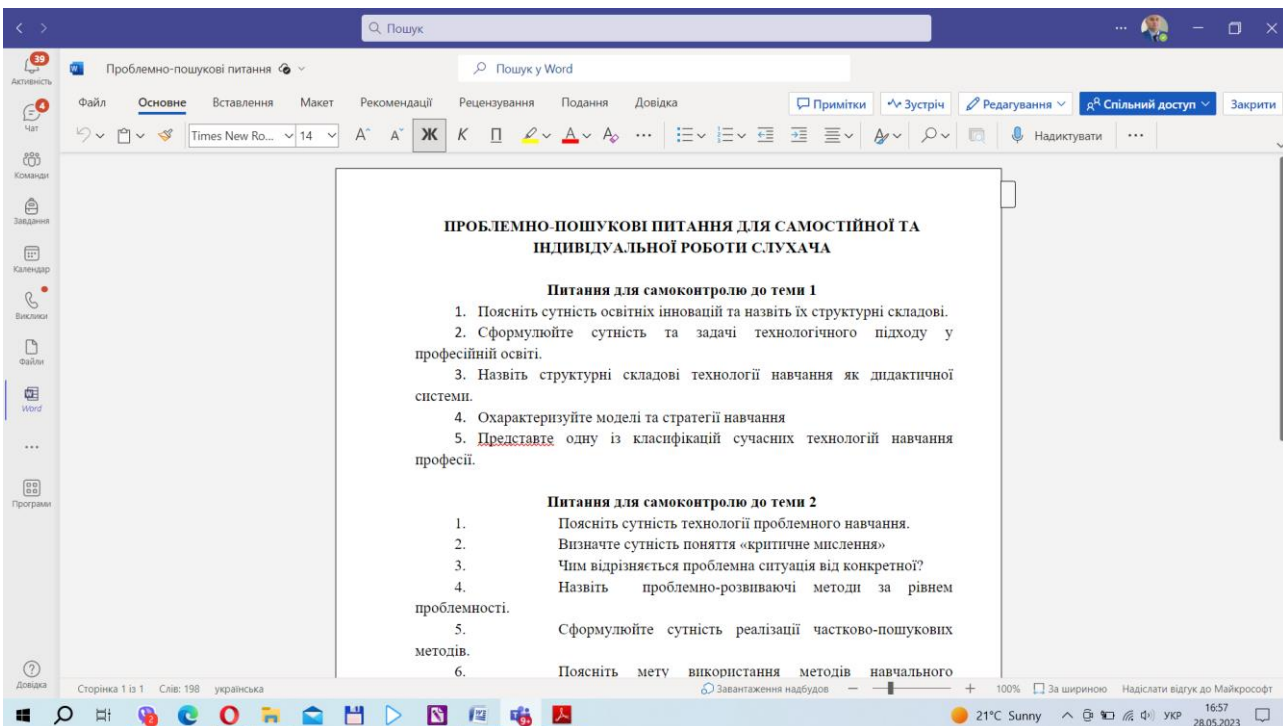 Пошук
39
Активність
4
Чат
Команди
Завдання
Календар
Виклики
Файли
Word
Програми
Довідка
Проблемно-пошукові питання
Пошук у Word
Файл Основне Вставлення Макет Рекомендації Рецензування Подання Довідка Примітки Зустріч Редагування Спільний доступ Закрити
Times New Ro... 14 Ж К П Надиктувати
ПРОБЛЕМНО-ПОШУКОВІ ПИТАННЯ ДЛЯ САМОСТІЙНОЇ ТА
ІНДИВІДУАЛЬНОЇ РОБОТИ СЛУХАЧА
Питання для самоконтролю до теми 1
1. Поясніть сутність освітніх інновацій та назвіть їх структурні складові.
2. Сформулюйте сутність та задачі технологічного підходу у
професійній освіті.
3. Назвіть структурні складові технології навчання як дидактичної
системи.
4. Охарактеризуйте моделі та стратегії навчання
5. Представте одну із класифікацій сучасних технологій навчання
професії.
Питання для самоконтролю до теми 2
1. Поясніть сутність технології проблемного навчання.
2. Визначте сутність поняття «критичне мислення»
3. Чим відрізняється проблемна ситуація від конкретної?
4. Назвіть проблемно-розвиваючі методи за рівнем
проблемності.
5. Сформулюйте сутність реалізації частково-пошукових
методів.
6. Поясніть мету використання методів навчального
Сторінка 1 із 1 Слів: 198 українська Завантаження надбудов 100% За шириною Надіслати відгук до Майкрософт
21°C Sunny УКР 16:57
28.05.2023